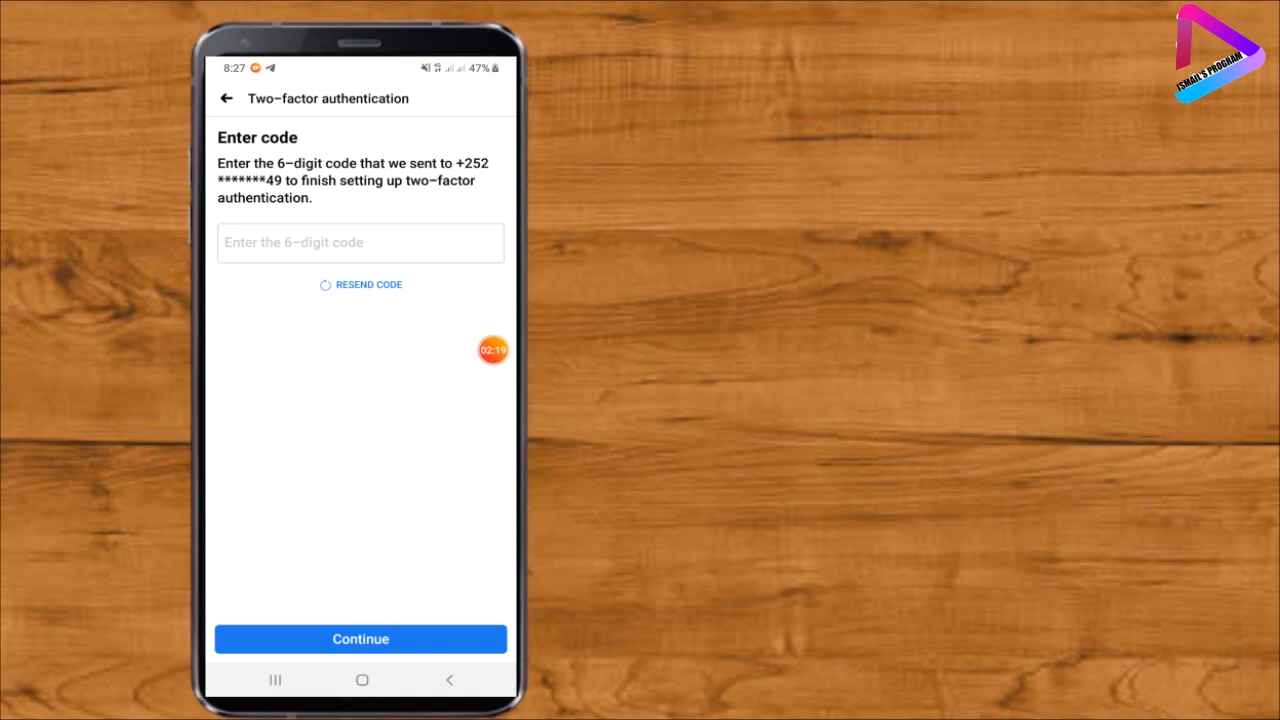 ISMAIL'S PROGRAM
8:27
47%
Two-factor authentication
Enter code
Enter the 6-digit code that we sent to +252
*******49 to finish setting up two-factor
authentication.
Enter the 6-digit code
RESEND CODE
02:19
Continue